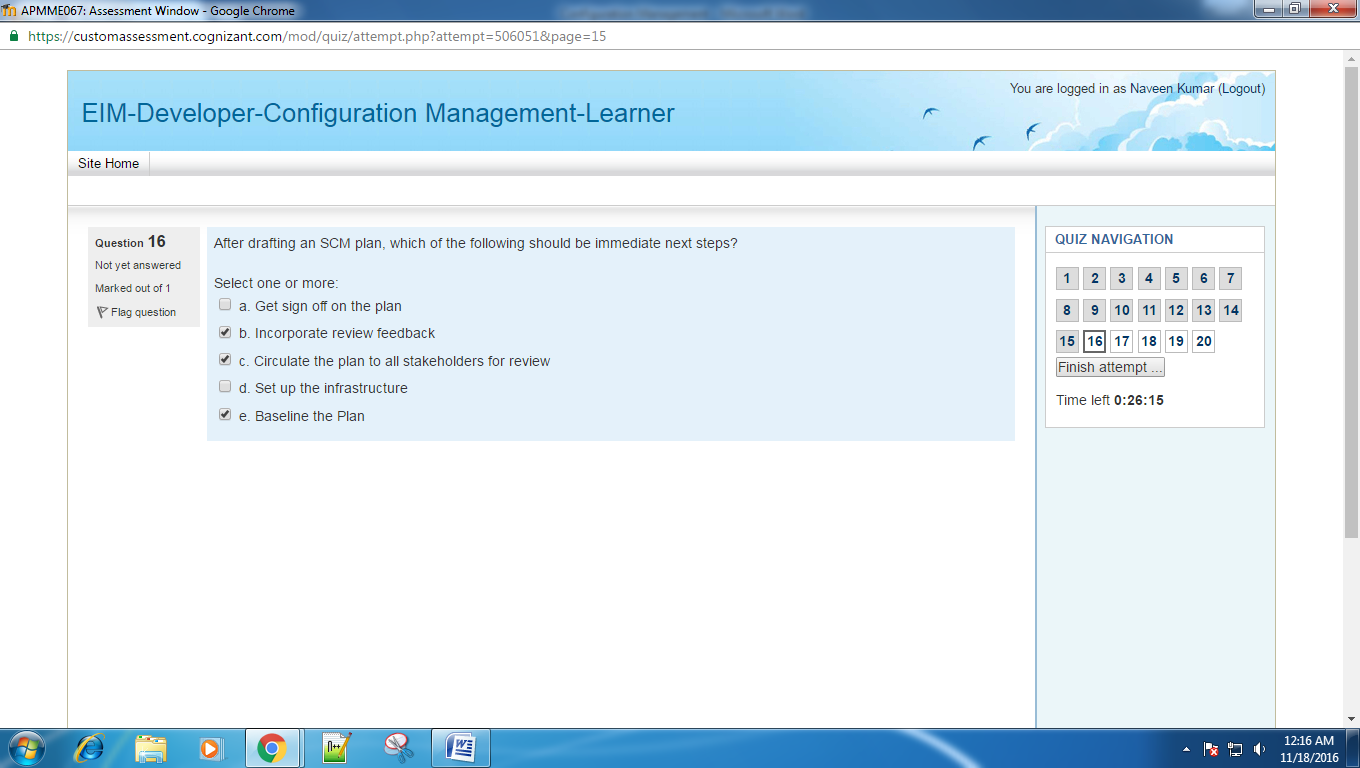 APMME067: Assessment Window - Google Chrome
https://customassessment.cognizant.com/mod/quiz/attempt.php?attempt=506051&page=15
You are logged in as Naveen Kumar (Logout)
EIM-Developer-Configuration Management-Learner
Site Home
Question 16
Not yet answered
Marked out of 1
Flag question
After drafting an SCM plan, which of the following should be immediate next steps?
Select one or more:
a. Get sign off on the plan
b. Incorporate review feedback
c. Circulate the plan to all stakeholders for review
d. Set up the infrastructure
e. Baseline the Plan
QUIZ NAVIGATION
1 2 3 4 5 6 7
8 9 10 11 12 13 14
15 16 17 18 19 20
Finish attempt ...
Time left 0:26:15
12:16 AM
11/18/2016